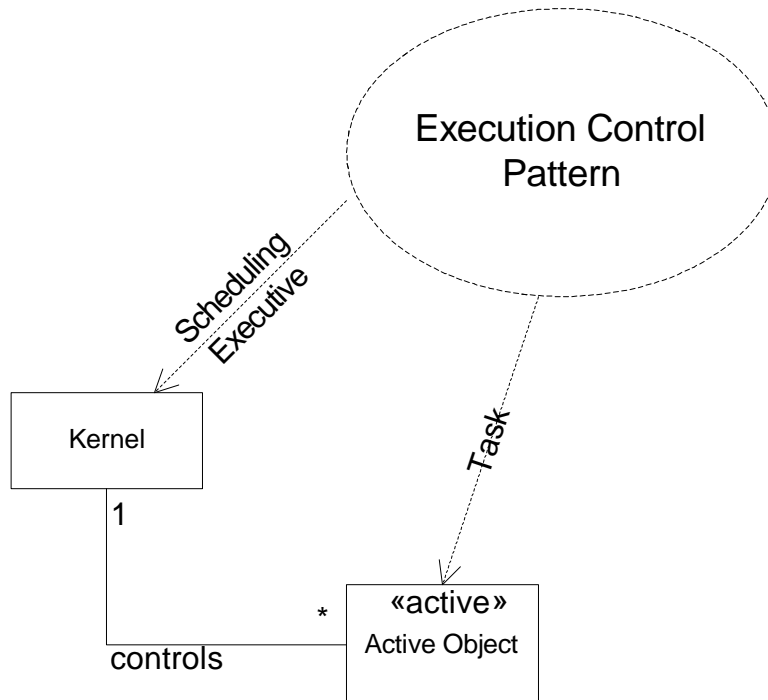 Execution Control
Pattern
Scheduling
Executive
Task
Kernel
1
*
controls
«active»
Active Object